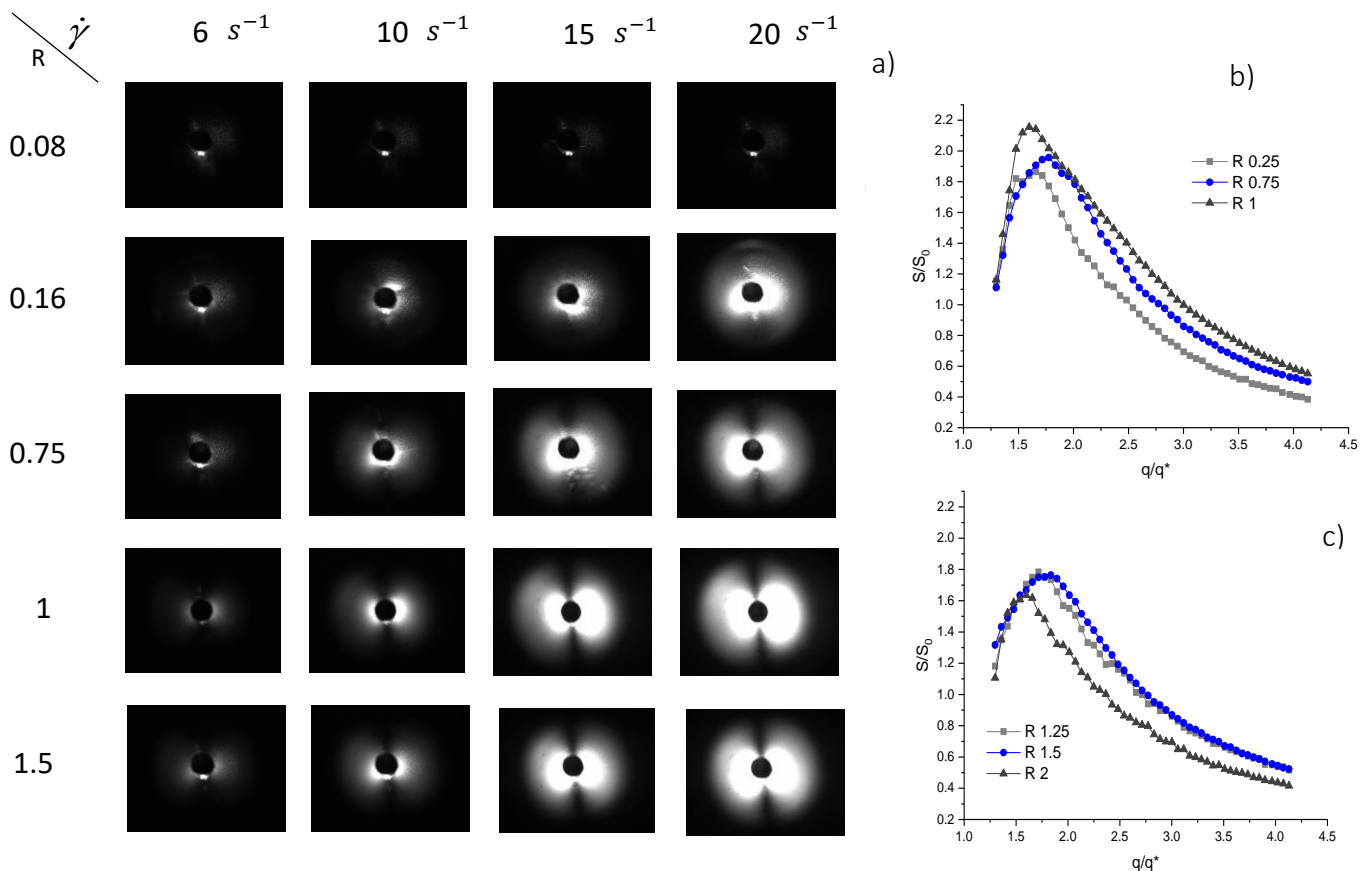 γ̇
R
6 s⁻¹
10 s⁻¹
15 s⁻¹
20 s⁻¹
0.08
0.16
0.75
1
1.5
a)
b)
2.2
2.0
1.8
1.6
1.4
1.2
1.0
0.8
0.6
0.4
0.2
S/S₀
R 0.25
R 0.75
R 1
1.0 1.5 2.0 2.5 3.0 3.5 4.0 4.5
q/q*
c)
2.2
2.0
1.8
1.6
1.4
1.2
1.0
0.8
0.6
0.4
0.2
S/S₀
R 1.25
R 1.5
R 2
1.0 1.5 2.0 2.5 3.0 3.5 4.0 4.5
q/q*